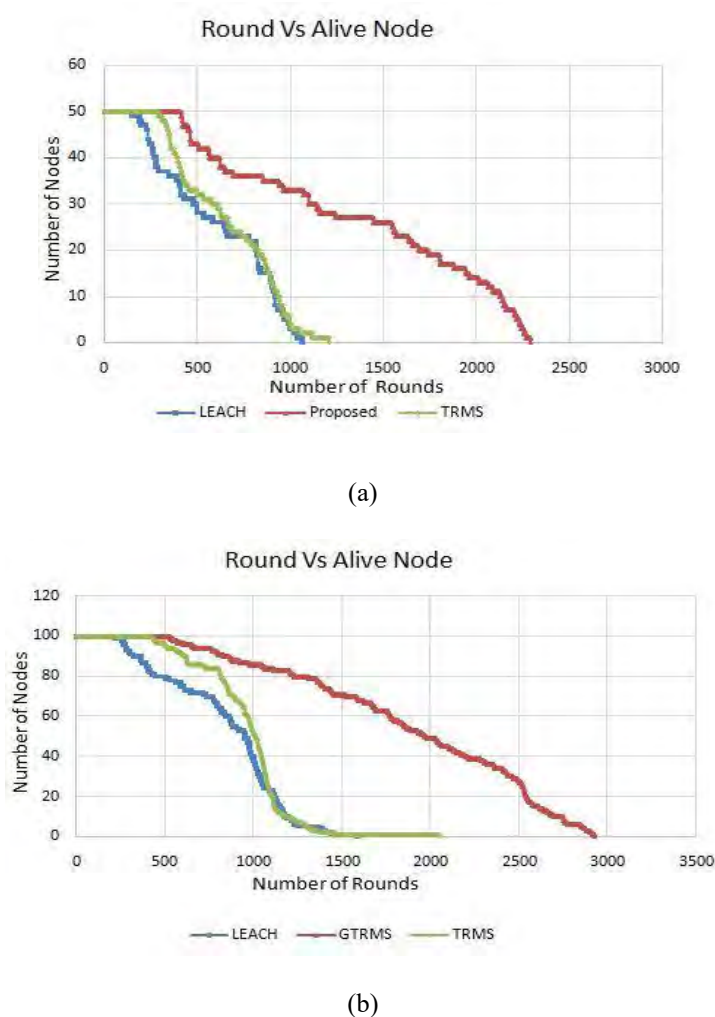 Round Vs Alive Node
60
50
40
30
20
10
0
Number of Nodes
0 500 1000 1500 2000 2500 3000
Number of Rounds
LEACH Proposed TRMS
(a)
Round Vs Alive Node
120
100
80
60
40
20
0
Number of Nodes
0 500 1000 1500 2000 2500 3000 3500
Number of Rounds
LEACH GTRMS TRMS
(b)